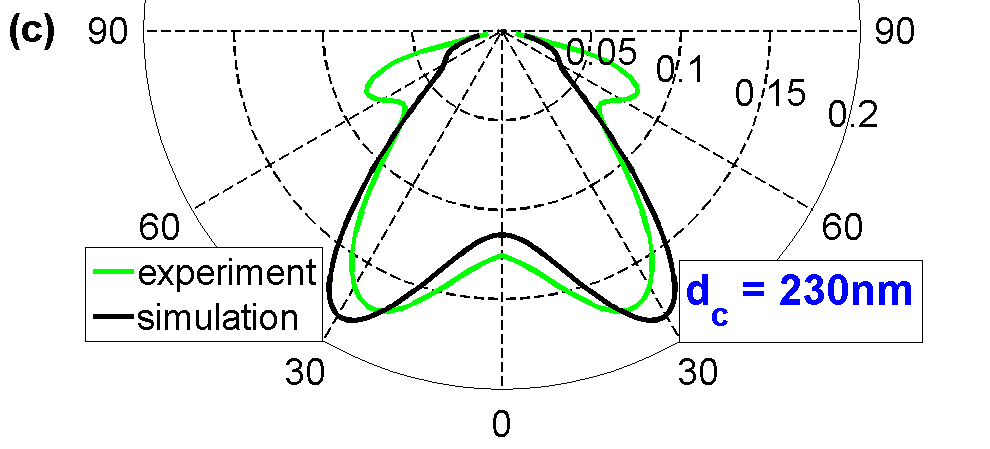 (c)
90
90
0.05
0.1
0.15
0.2
60
60
experiment
simulation
d_c = 230nm
30
30
0